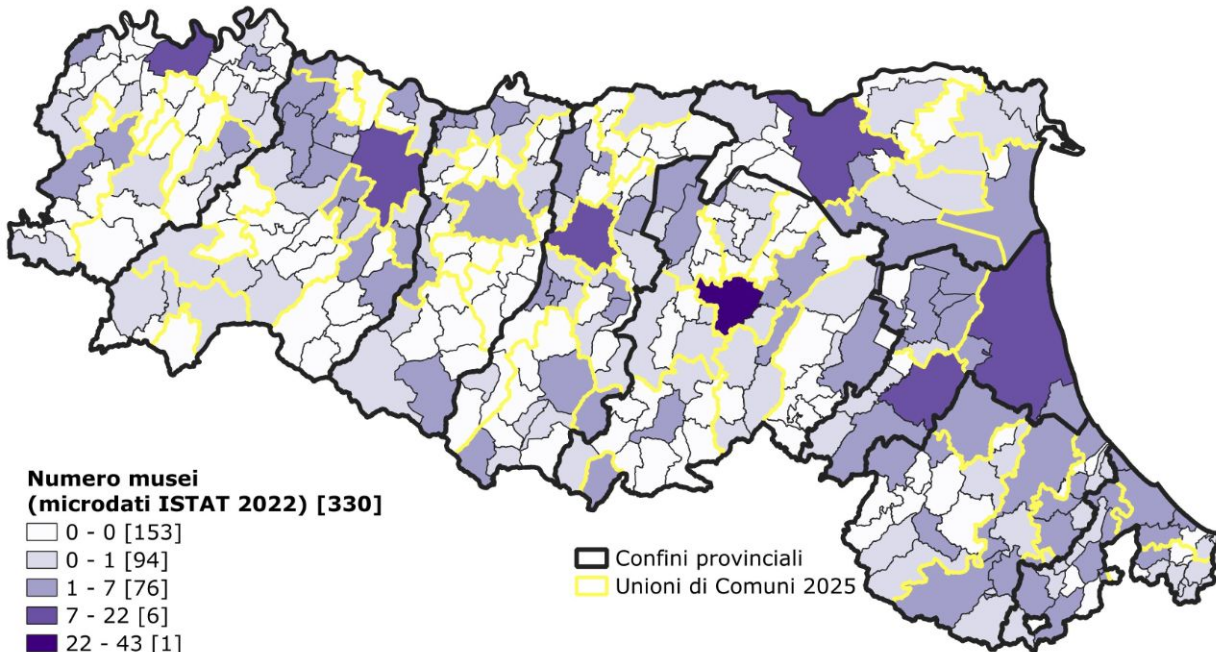 Numero musei
(microdati ISTAT 2022) [330]
0 - 0 [153]
0 - 1 [94]
1 - 7 [76]
7 - 22 [6]
22 - 43 [1]
Confini provinciali
Unioni di Comuni 2025